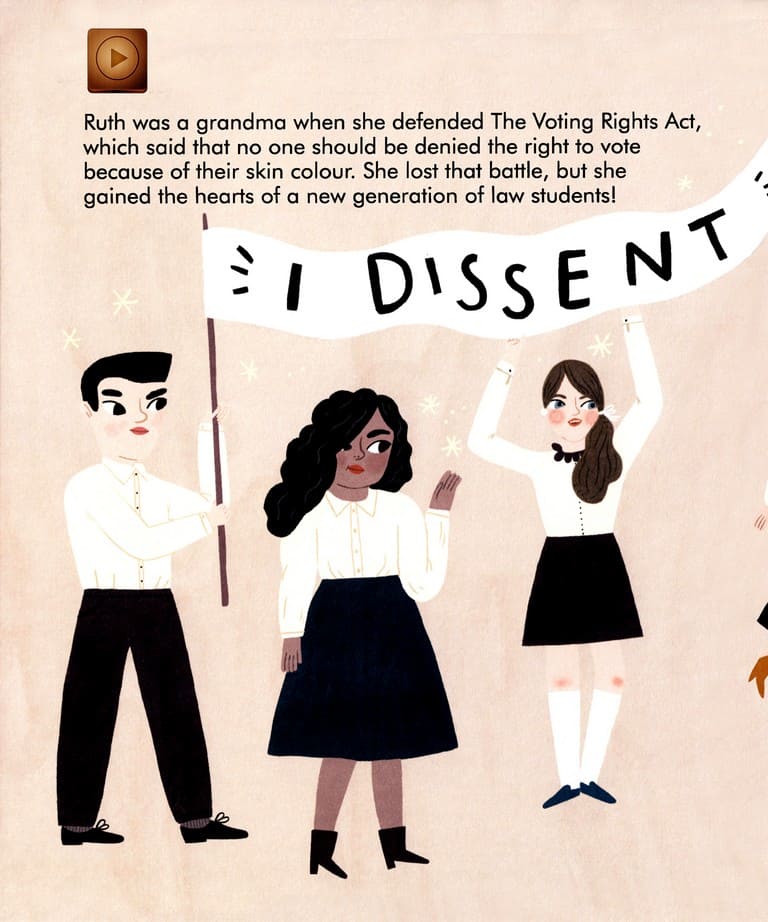 Ruth was a grandma when she defended The Voting Rights Act,
which said that no one should be denied the right to vote
because of their skin colour. She lost that battle, but she
gained the hearts of a new generation of law students!
I DISSENT